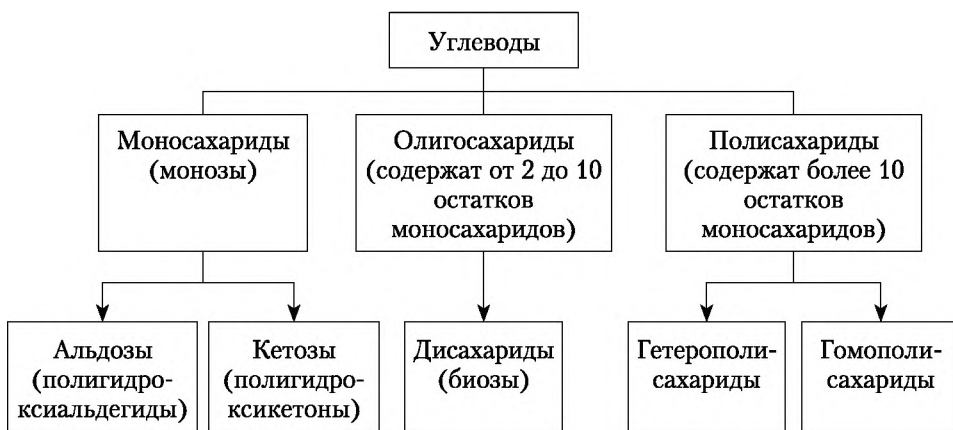 Углеводы
Моносахариды
(монозы)
Олигосахариды
(содержат от 2 до 10
остатков
моносахаридов)
Полисахариды
(содержат более 10
остатков
моносахаридов)
Альдозы
(полигидро-
ксиальдегиды)
Кетозы
(полигидро-
ксикетоны)
Дисахариды
(биозы)
Гетерополи-
сахариды
Гомополи-
сахариды